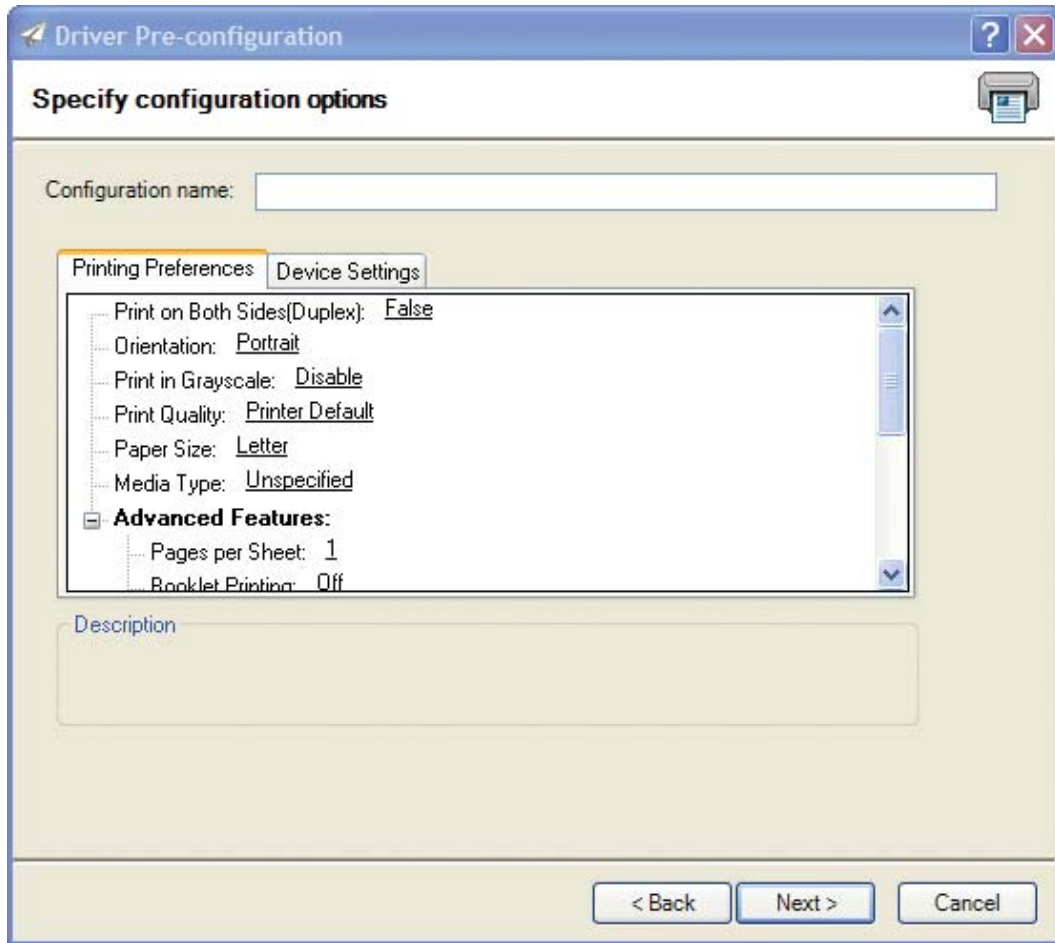 Driver Pre-configuration
Specify configuration options
Configuration name:
Printing Preferences Device Settings
Print on Both Sides(Duplex): False
Orientation: Portrait
Print in Grayscale: Disable
Print Quality: Printer Default
Paper Size: Letter
Media Type: Unspecified
Advanced Features:
Pages per Sheet: 1
Booklet Printing: Off
Description
< Back Next > Cancel